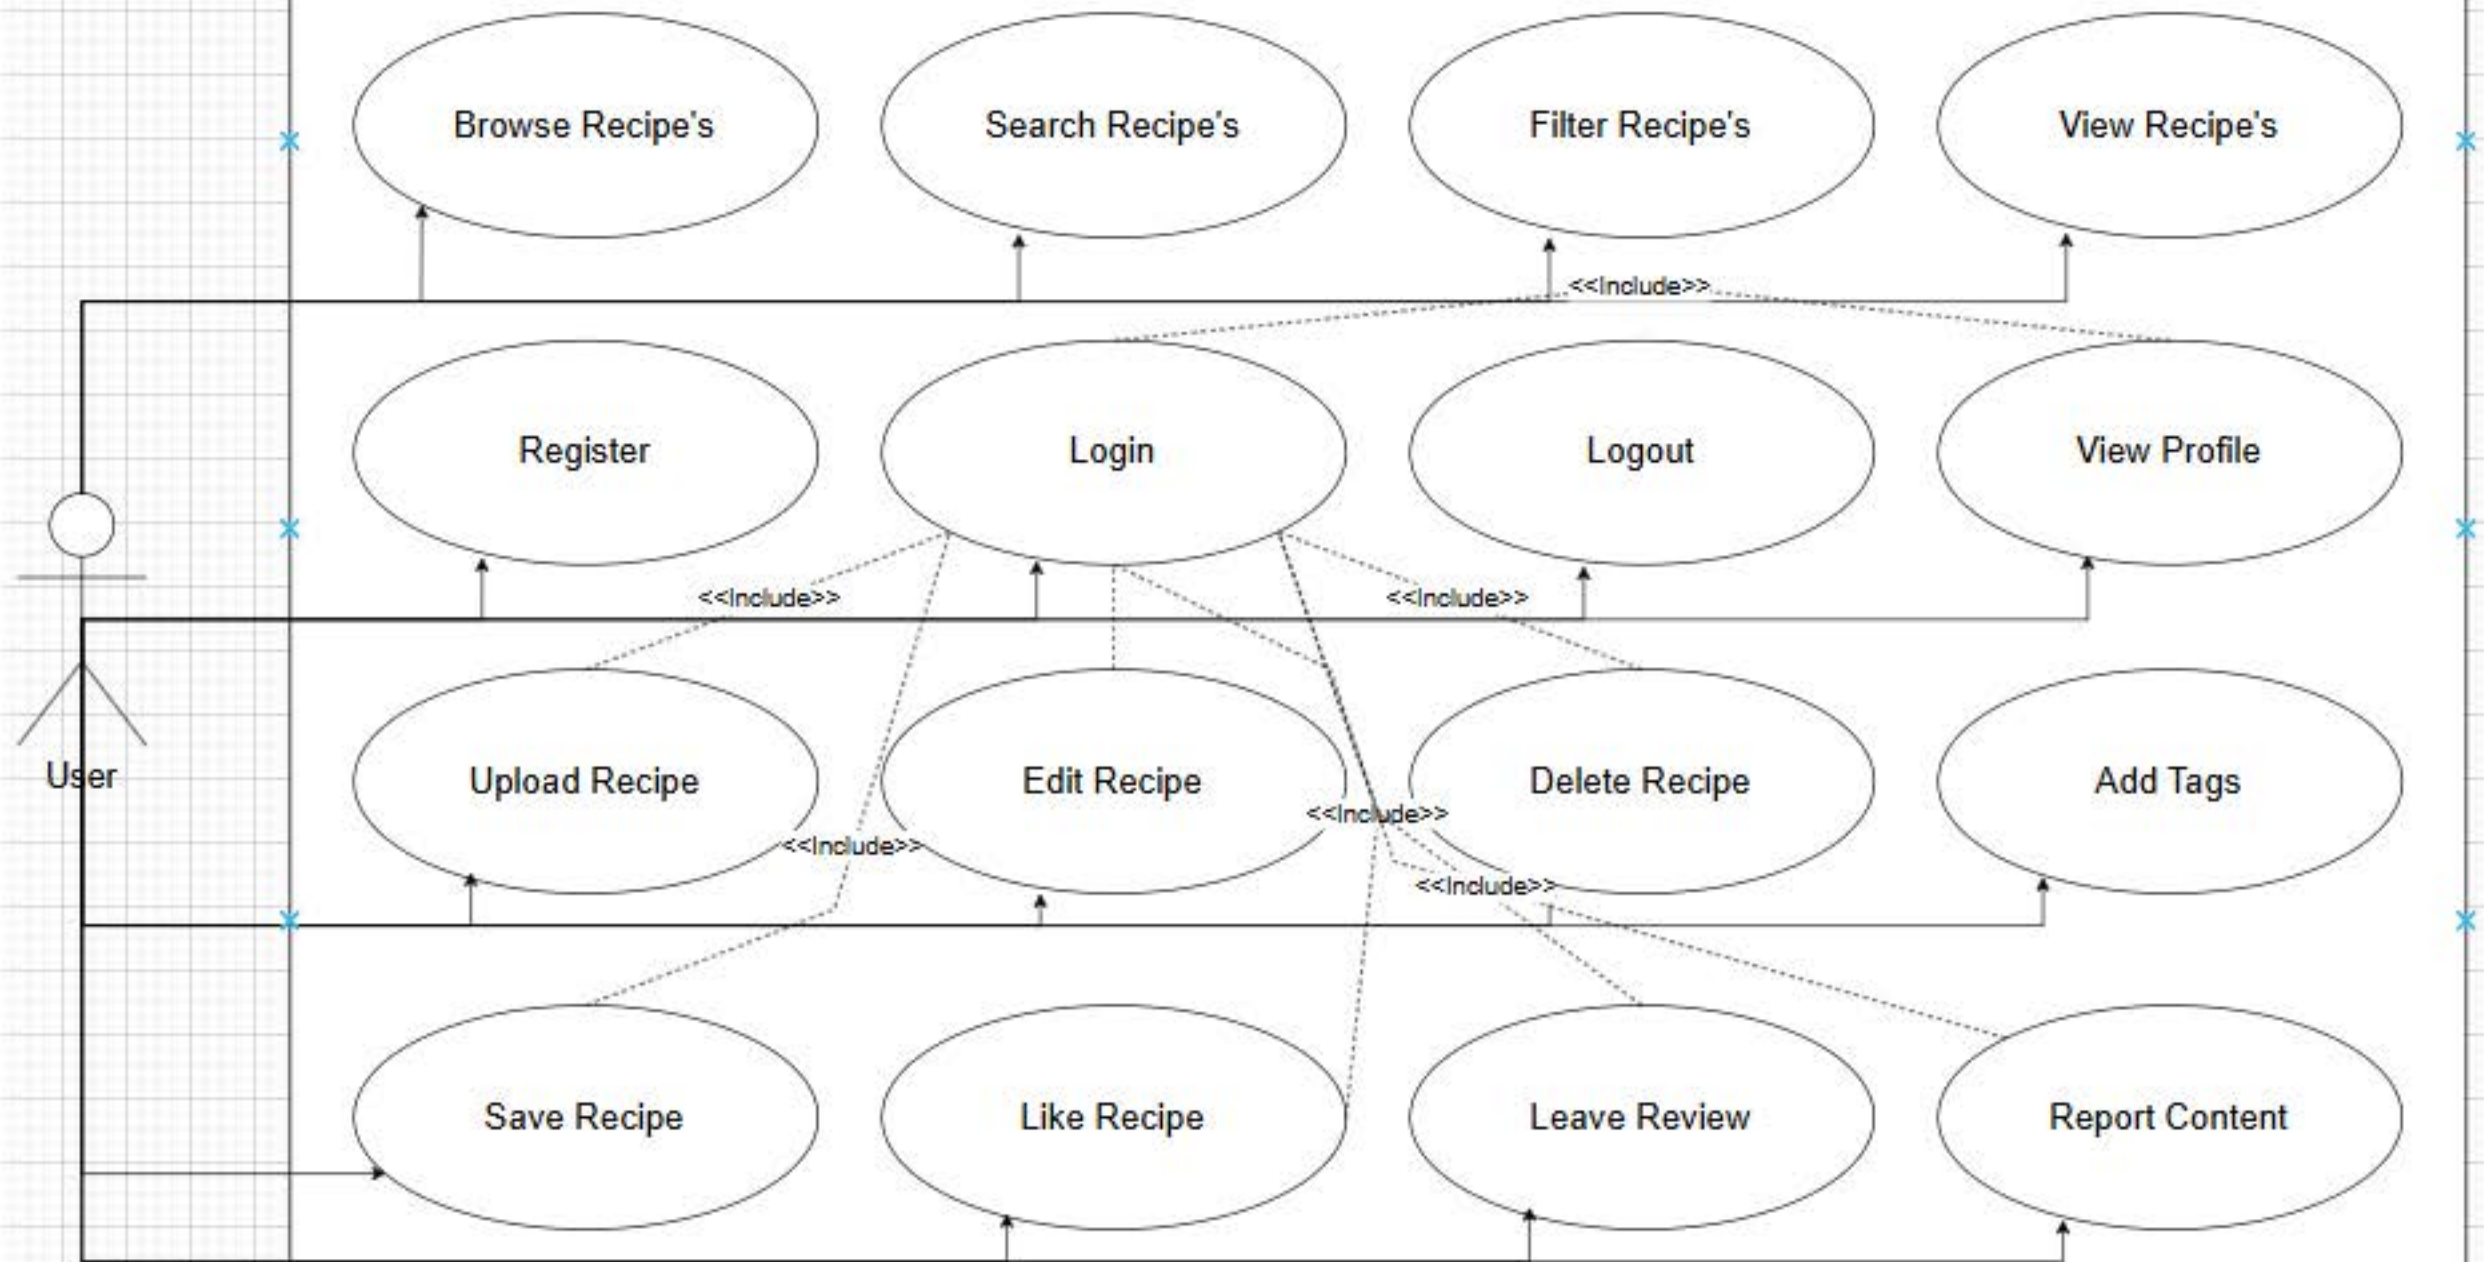 Browse Recipe's
Search Recipe's
Filter Recipe's
View Recipe's
<<Include>>
Register
Login
Logout
View Profile
<<Include>>
<<Include>>
User
Upload Recipe
Edit Recipe
Delete Recipe
Add Tags
<<Include>>
<<Include>>
<<Include>>
Save Recipe
Like Recipe
Leave Review
Report Content